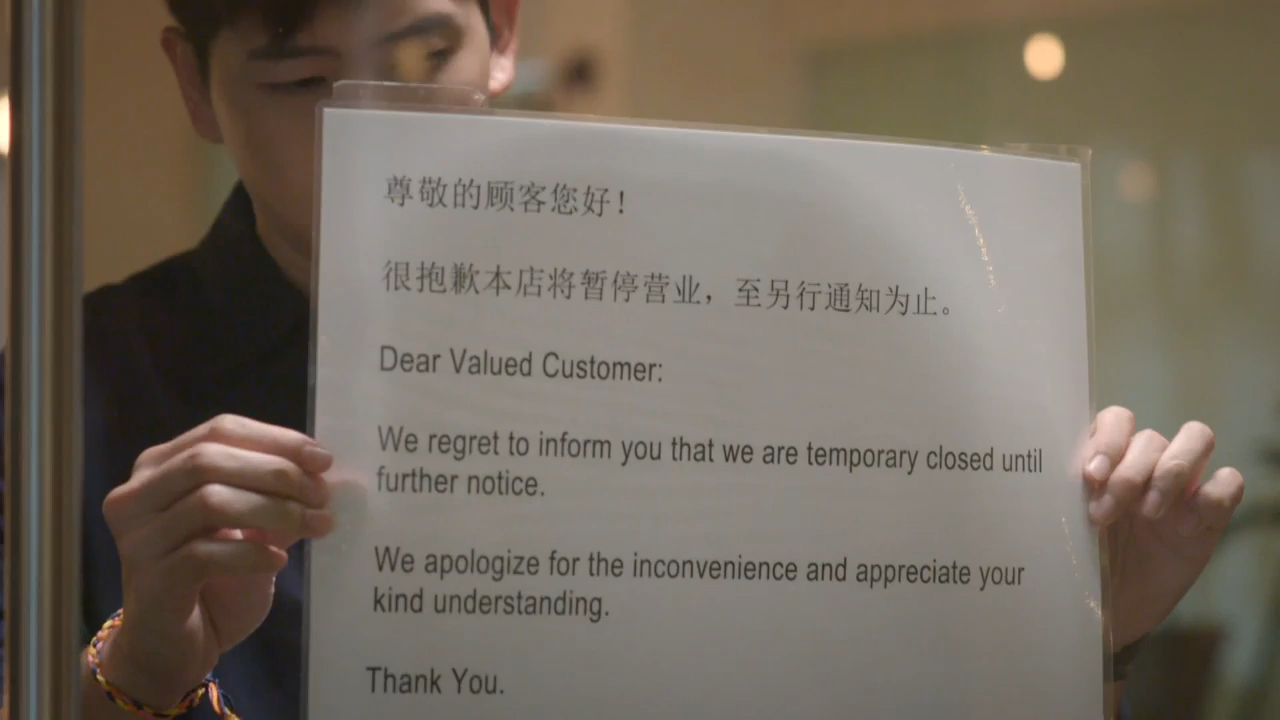 尊敬的顾客您好！
很抱歉本店将暂停营业，至另行通知为止。
Dear Valued Customer:
We regret to inform you that we are temporary closed until
further notice.
We apologize for the inconvenience and appreciate your
kind understanding.
Thank You.